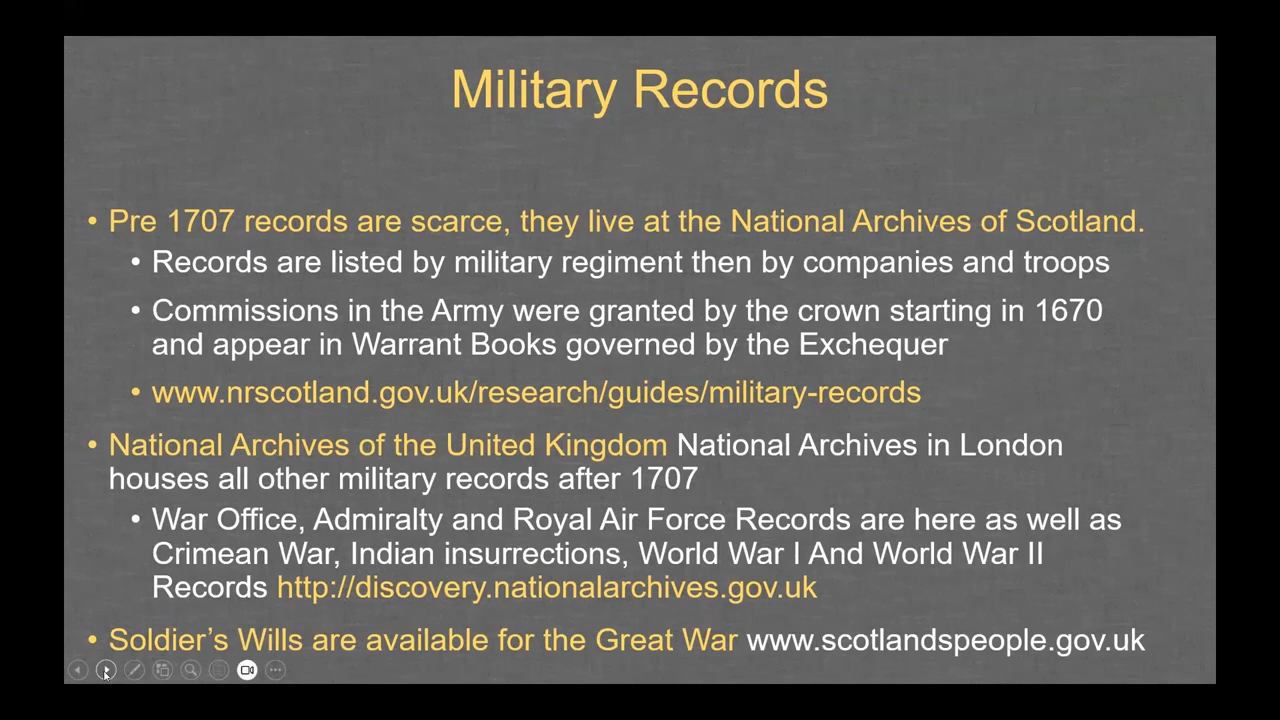 Military Records
• Pre 1707 records are scarce, they live at the National Archives of Scotland.
• Records are listed by military regiment then by companies and troops
• Commissions in the Army were granted by the crown starting in 1670
and appear in Warrant Books governed by the Exchequer
• www.nrscotland.gov.uk/research/guides/military-records
• National Archives of the United Kingdom National Archives in London
houses all other military records after 1707
• War Office, Admiralty and Royal Air Force Records are here as well as
Crimean War, Indian insurrections, World War I And World War II
Records http://discovery.nationalarchives.gov.uk
• Soldier’s Wills are available for the Great War www.scotlandspeople.gov.uk